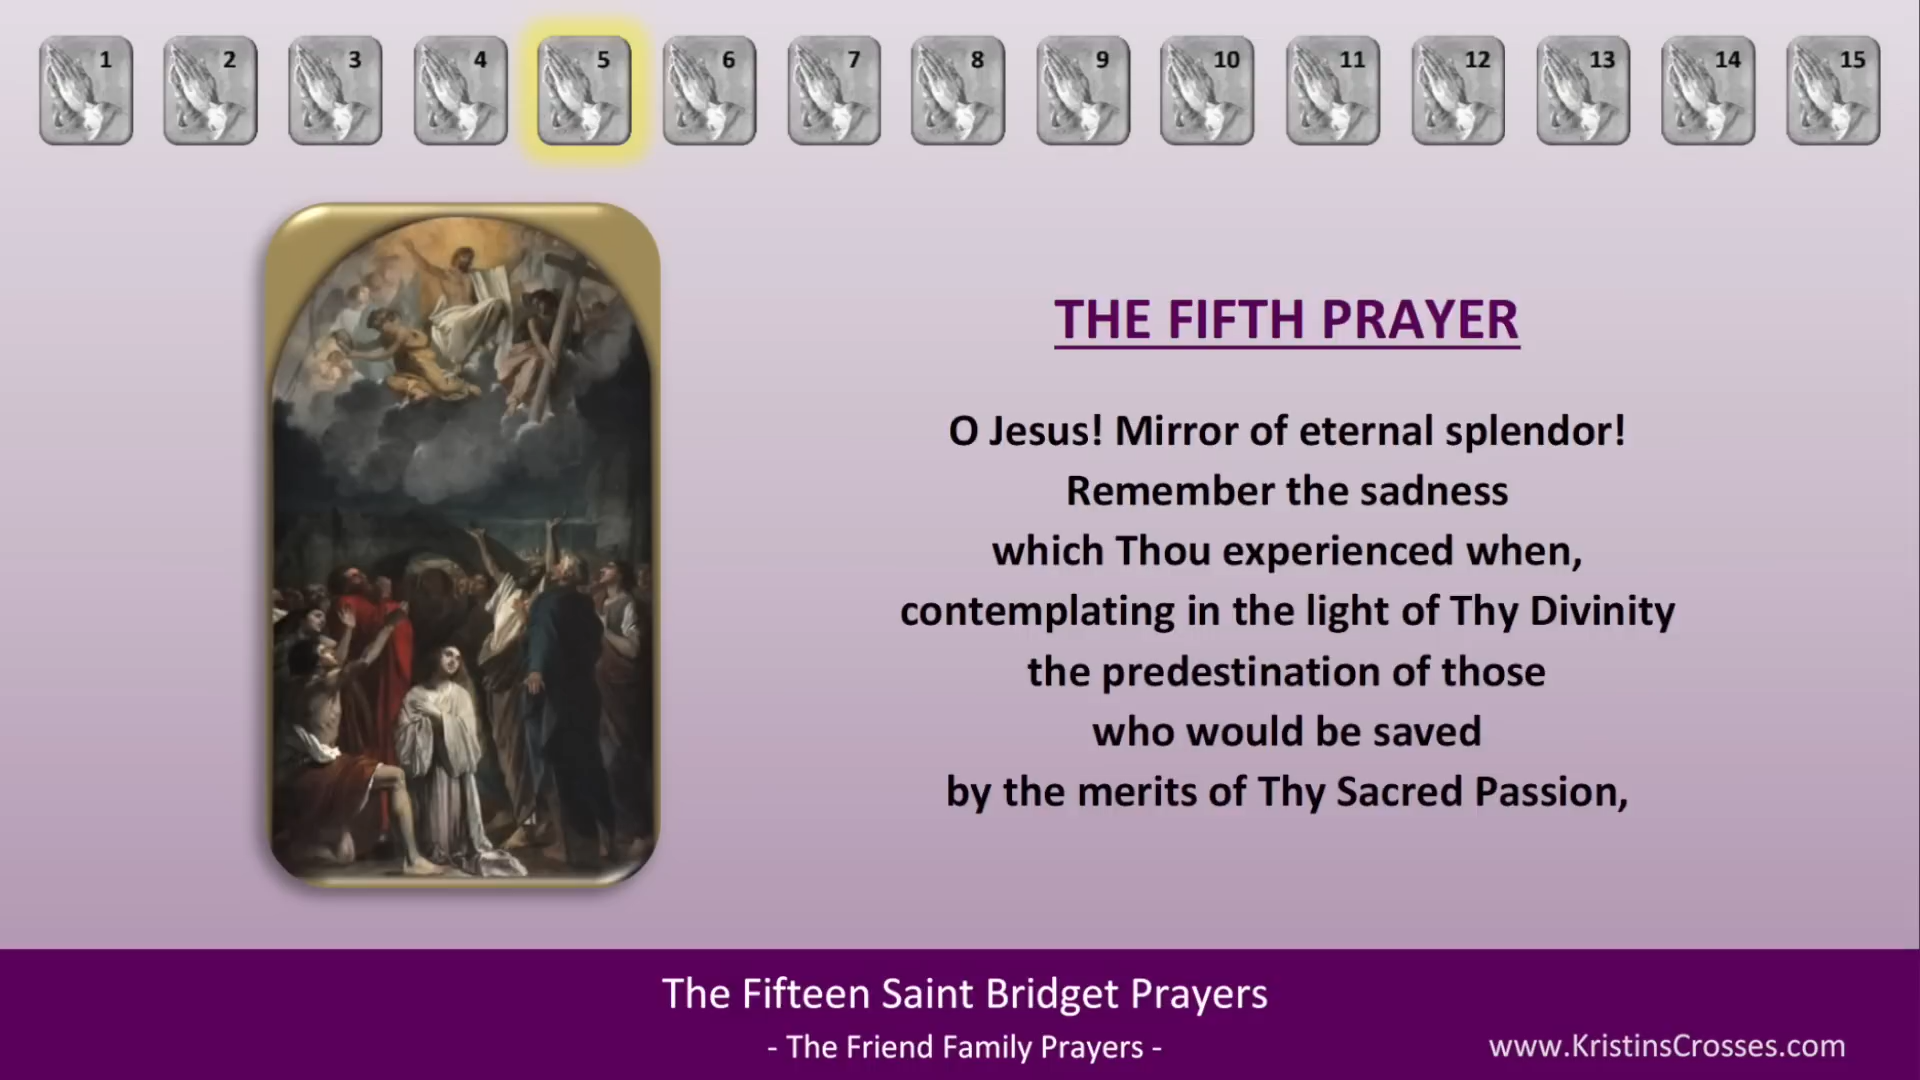 1 2 3 4 5 6 7 8 9 10 11 12 13 14 15
THE FIFTH PRAYER
O Jesus! Mirror of eternal splendor!
Remember the sadness
which Thou experienced when,
contemplating in the light of Thy Divinity
the predestination of those
who would be saved
by the merits of Thy Sacred Passion,
The Fifteen Saint Bridget Prayers
- The Friend Family Prayers -
www.KristinsCrosses.com